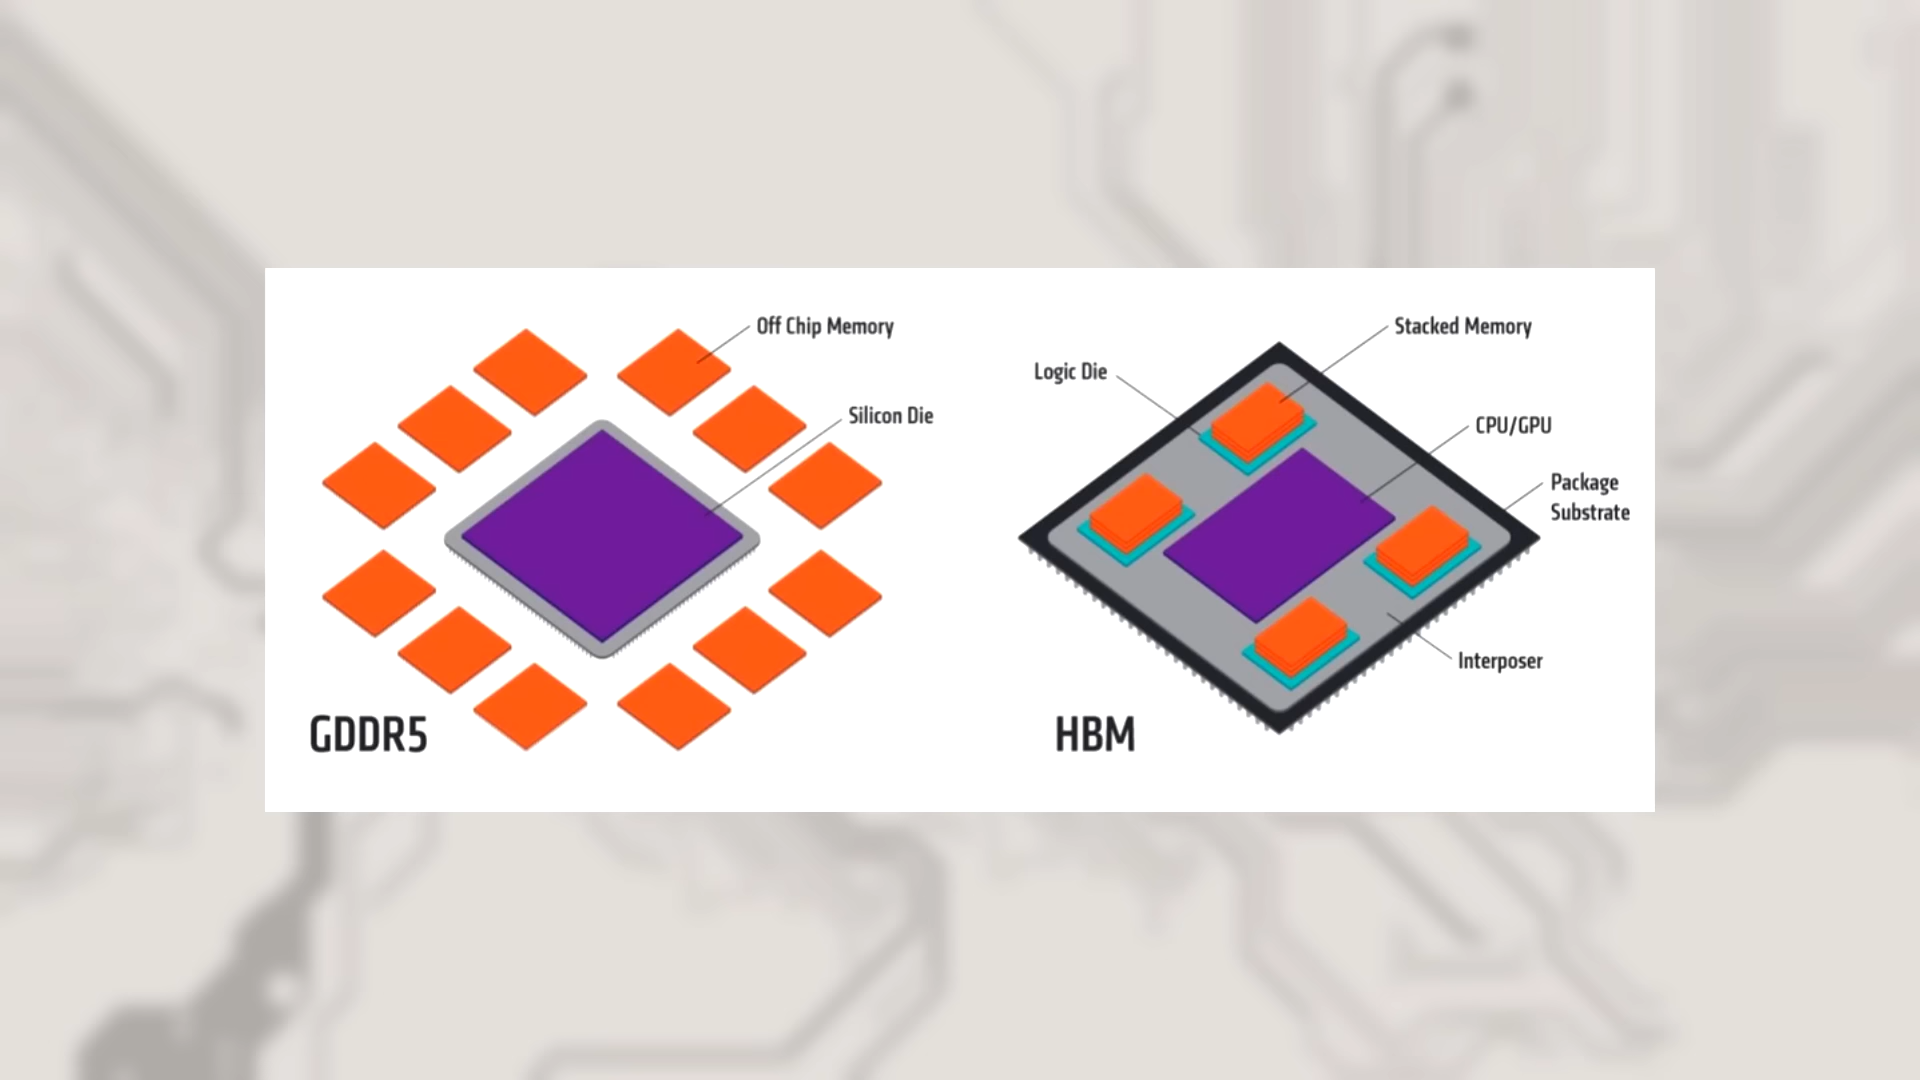 Off Chip Memory
Silicon Die
GDDR5
Stacked Memory
Logic Die
CPU/GPU
Package
Substrate
Interposer
HBM